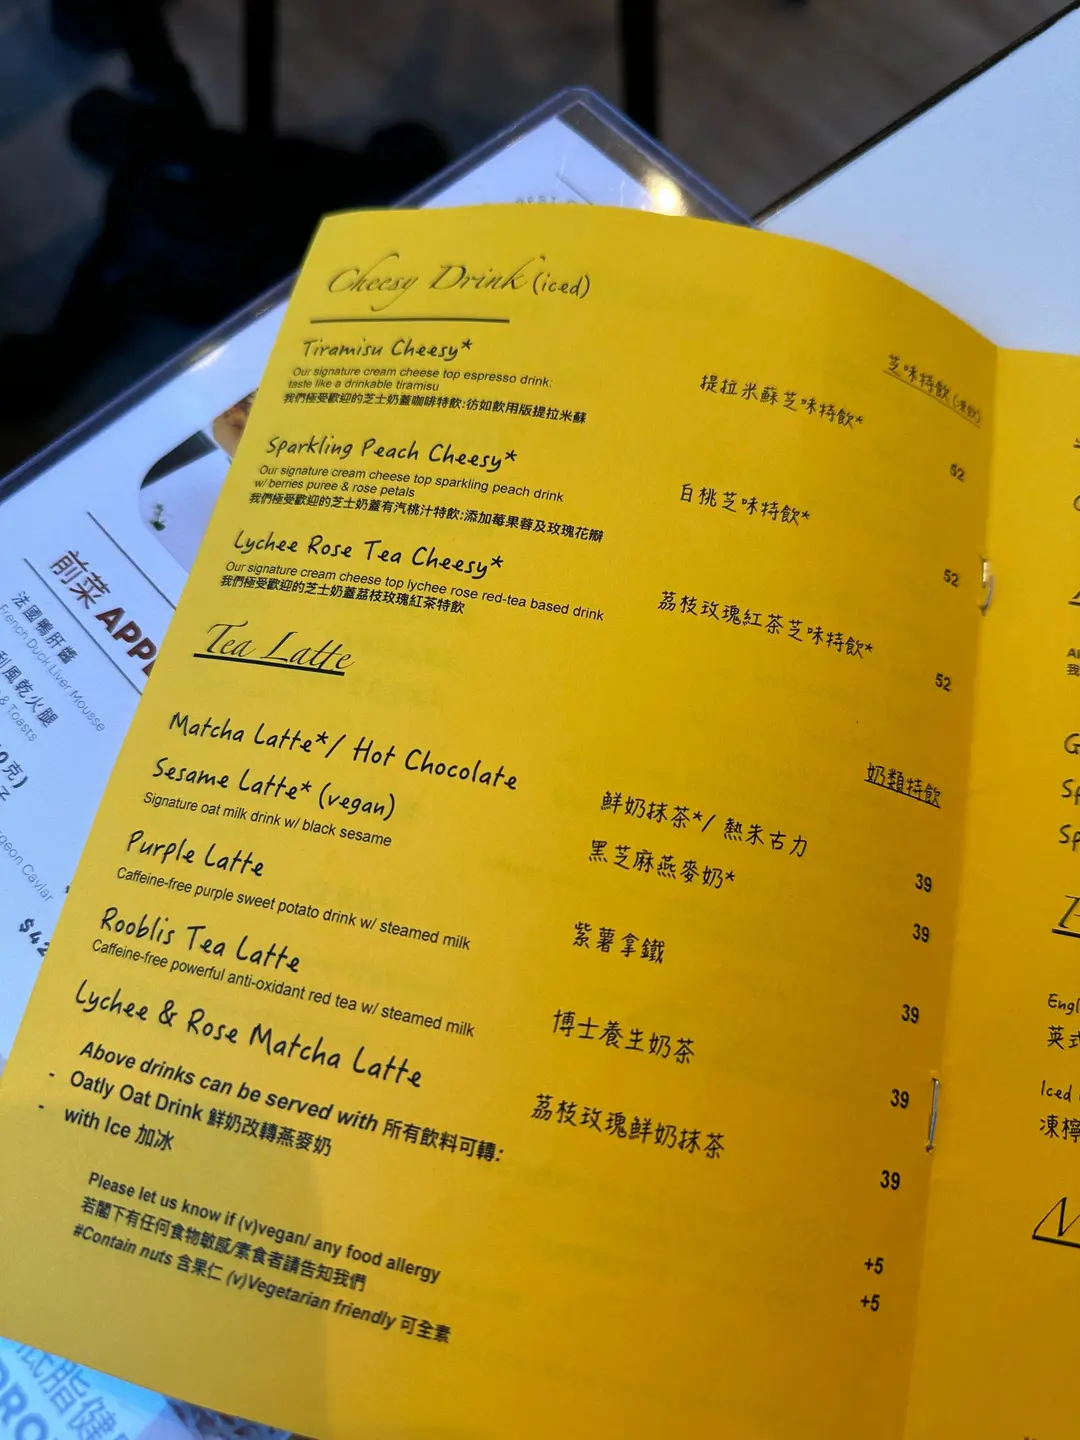 Cheesy Drink (iced)
芝味特飲 (凍飲)
Tiramisu Cheesy*
提拉米蘇芝味特飲*
52
Our signature cream cheese top espresso drink;
taste like a drinkable tiramisu
我們極受歡迎的芝士奶蓋咖啡特飲:彷如飲用版提拉米蘇
Sparkling Peach Cheesy*
白桃芝味特飲*
52
Our signature cream cheese top sparkling peach drink
w/ berries puree & rose petals
我們極受歡迎的芝士奶蓋有汽桃汁特飲:添加莓果蓉及玫瑰花瓣
Lychee Rose Tea Cheesy*
荔枝玫瑰紅茶芝味特飲*
52
Our signature cream cheese top lychee rose red-tea based drink
我們極受歡迎的芝士奶蓋荔枝玫瑰紅茶特飲
Tea Latte
奶類特飲
Matcha Latte*/ Hot Chocolate
鮮奶抹茶*/ 熱朱古力
39
Sesame Latte* (vegan)
黑芝麻燕麥奶*
39
Signature oat milk drink w/ black sesame
Purple Latte
紫薯拿鐵
39
Caffeine-free purple sweet potato drink w/ steamed milk
Rooblis Tea Latte
博士養生奶茶
39
Caffeine-free powerful anti-oxidant red tea w/ steamed milk
Lychee & Rose Matcha Latte
荔枝玫瑰鮮奶抹茶
39
Above drinks can be served with 所有飲料可轉:
- Oatly Oat Drink 鮮奶改轉燕麥奶
+5
- with Ice 加冰
+5
Please let us know if (v)vegan/ any food allergy
若閣下有任何食物敏感/素食者請告知我們
#Contain nuts 含果仁 (v)Vegetarian friendly 可全素
前菜 APP
法國鴨肝醬
French Duck Liver Mousse
利風乾火腿
& Toasts
克)
geon Caviar
$42
英式
Iced
凍檸
脂健